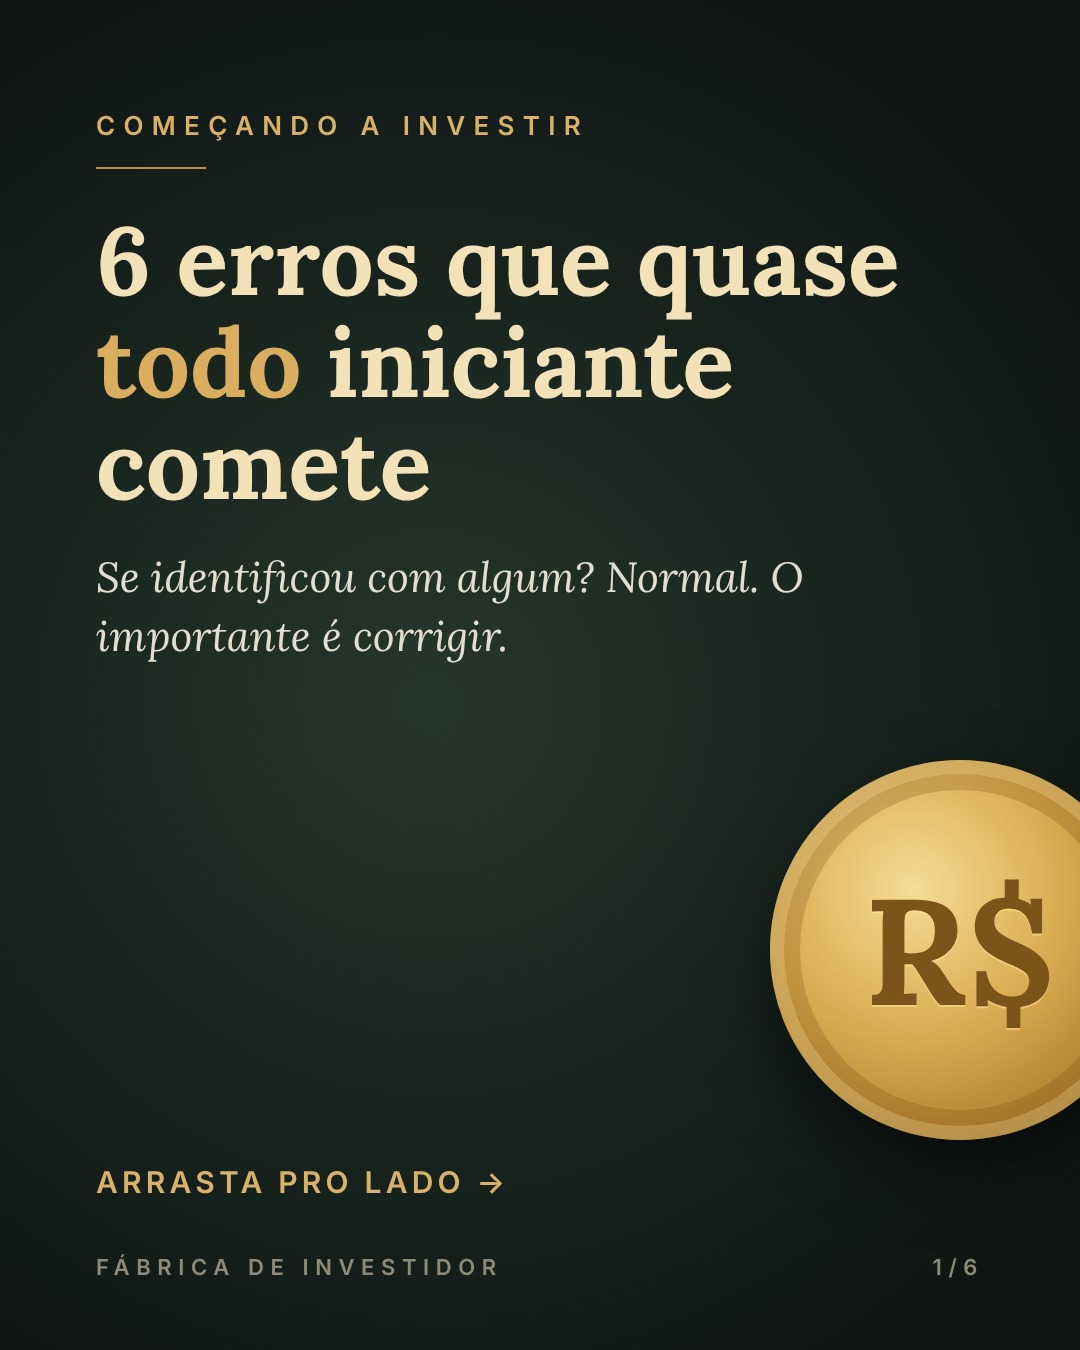 COMEÇANDO A INVESTIR
6 erros que quase
todo iniciante
comete
Se identificou com algum? Normal. O
importante é corrigir.
R$
ARRASTA PRO LADO →
FÁBRICA DE INVESTIDOR
1/6